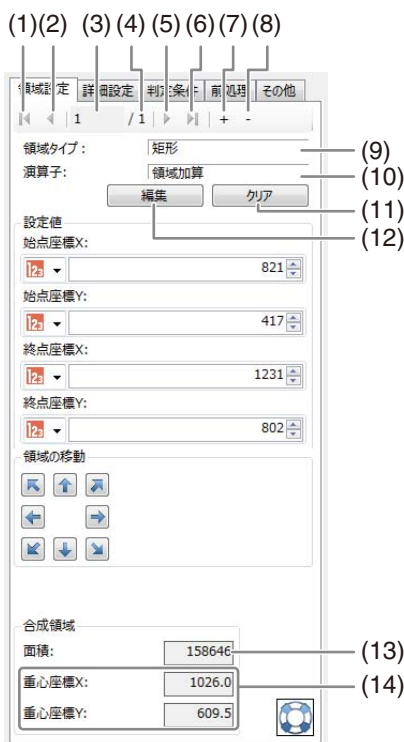 (1)(2) (3) (4) (5) (6) (7) (8)
領域設定 詳細設定 判定条件 前処理 その他
1 / 1 + -
領域タイプ： 矩形 (9)
演算子: 領域加算 (10)
編集 クリア (11)
(12)
設定値
始点座標X:
123 821
始点座標Y:
123 417
終点座標X:
123 1231
終点座標Y:
123 802
領域の移動
合成領域
面積: 158646 (13)
重心座標X: 1026.0 (14)
重心座標Y: 609.5